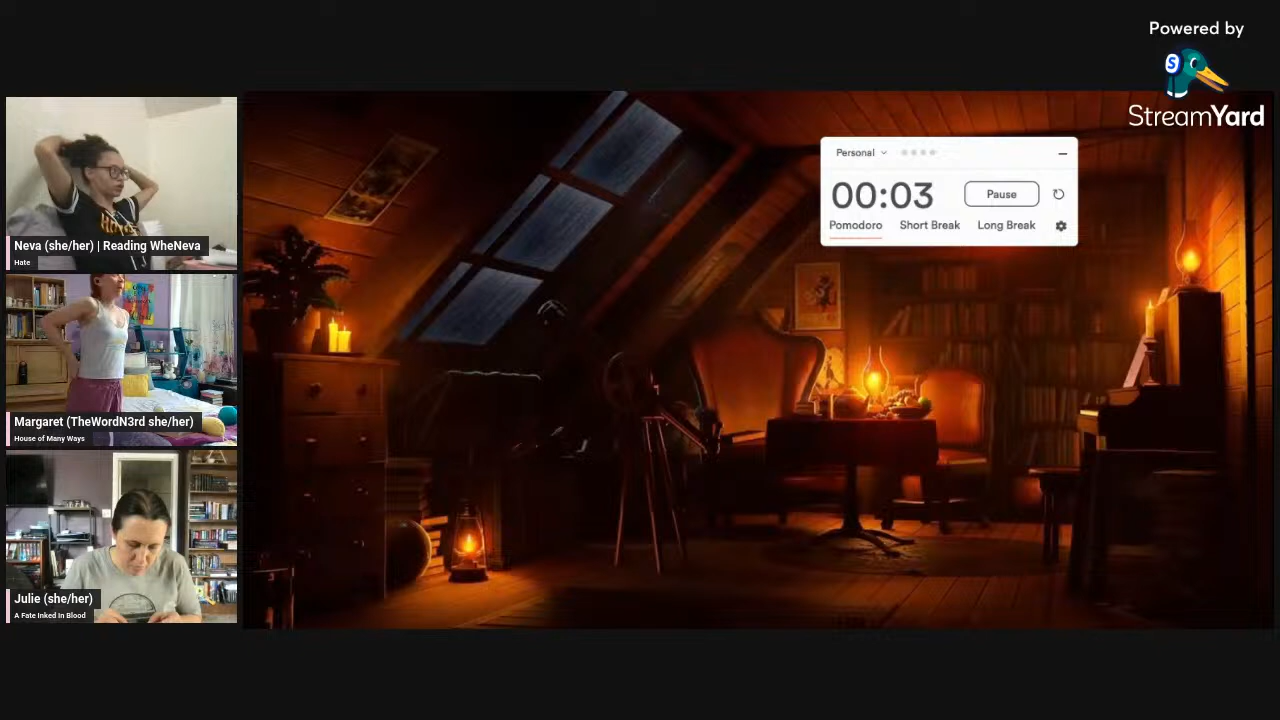 Powered by
StreamYard
Personal
00:03
Pause
Pomodoro
Short Break
Long Break
Neva (she/her) | Reading WheNeva
Hate
Margaret (TheWordN3rd she/her)
House of Many Ways
Julie (she/her)
A Fate Inked In Blood